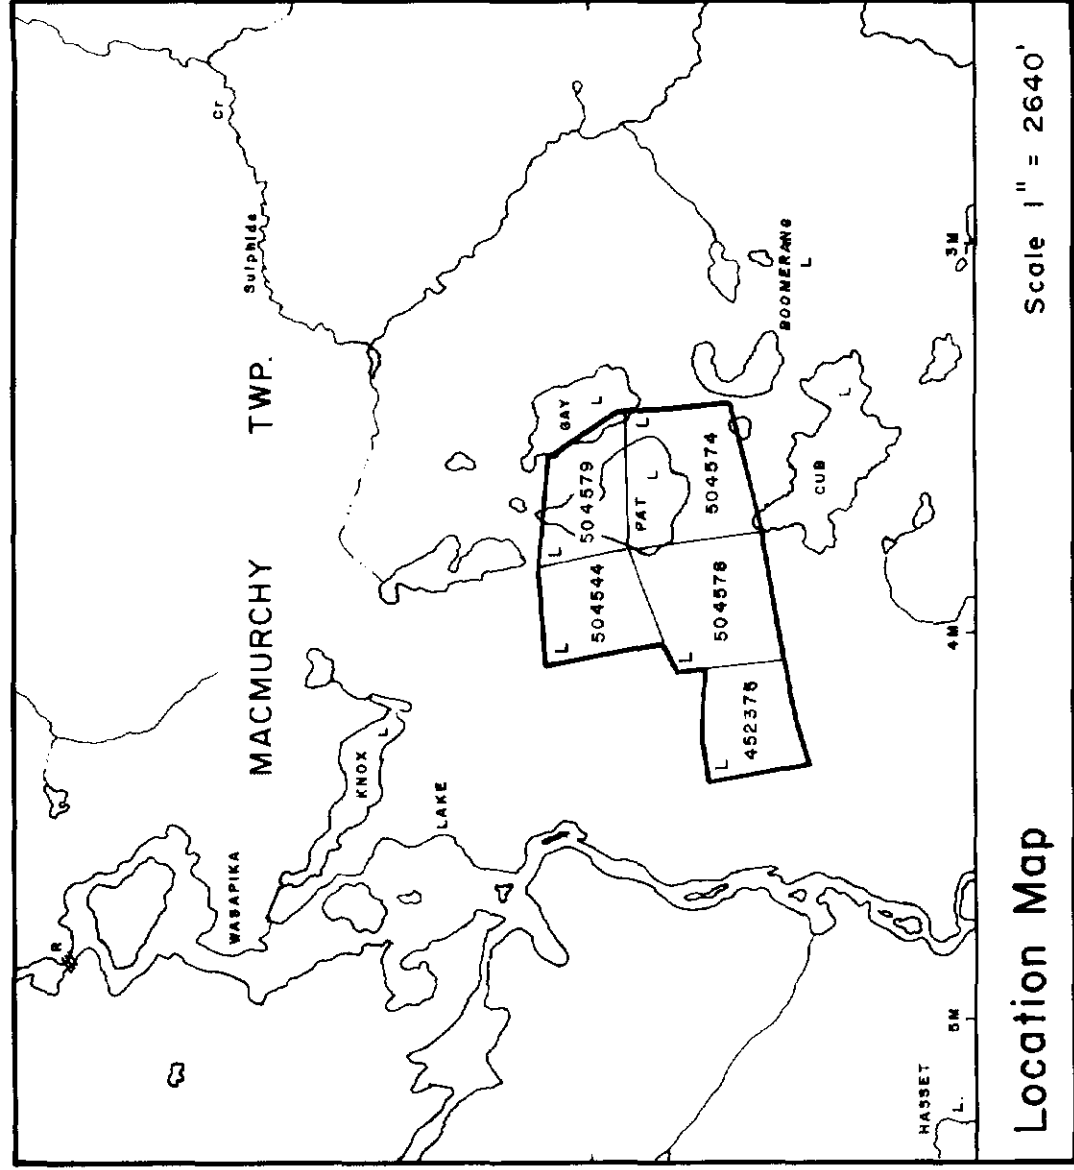 R
WASAPIKA
LAKE
KNOX
L
MACMURCHY TWP.
Sulphide Cr
GAY
L
L
504544
L
504579
PAT
L
L
504574
L
504578
L
452375
BOOMERANG
L
CUB
L
HASSET
L.
5M
4M
3M
Location Map
Scale 1" = 2640'